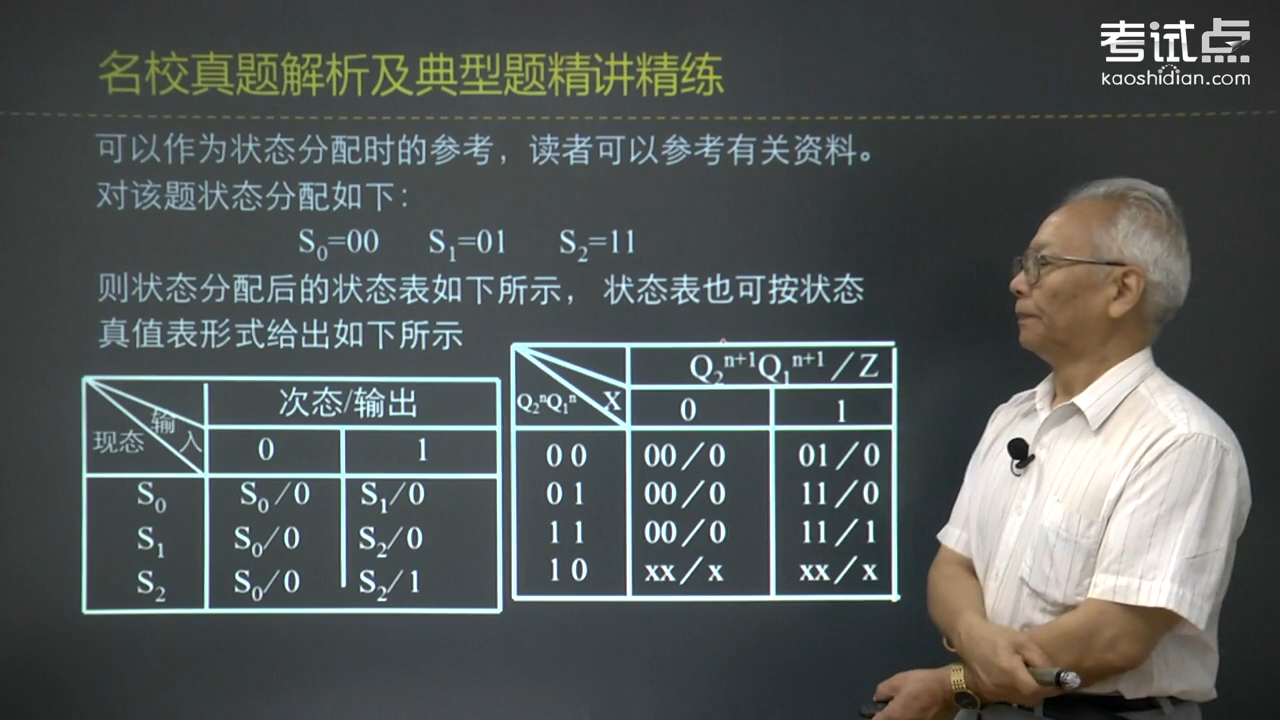 考试点
kaoshidian.com
名校真题解析及典型题精讲精练
可以作为状态分配时的参考，读者可以参考有关资料。
对该题状态分配如下：
S0=00 S1=01 S2=11
则状态分配后的状态表如下所示， 状态表也可按状态
真值表形式给出如下所示
现态 输入 次态/输出
0 1
S0 S0/0 S1/0
S1 S0/0 S2/0
S2 S0/0 S2/1
Q2^nQ1^n X Q2^n+1Q1^n+1/Z
0 1
0 0 00/0 01/0
0 1 00/0 11/0
1 1 00/0 11/1
1 0 xx/x xx/x